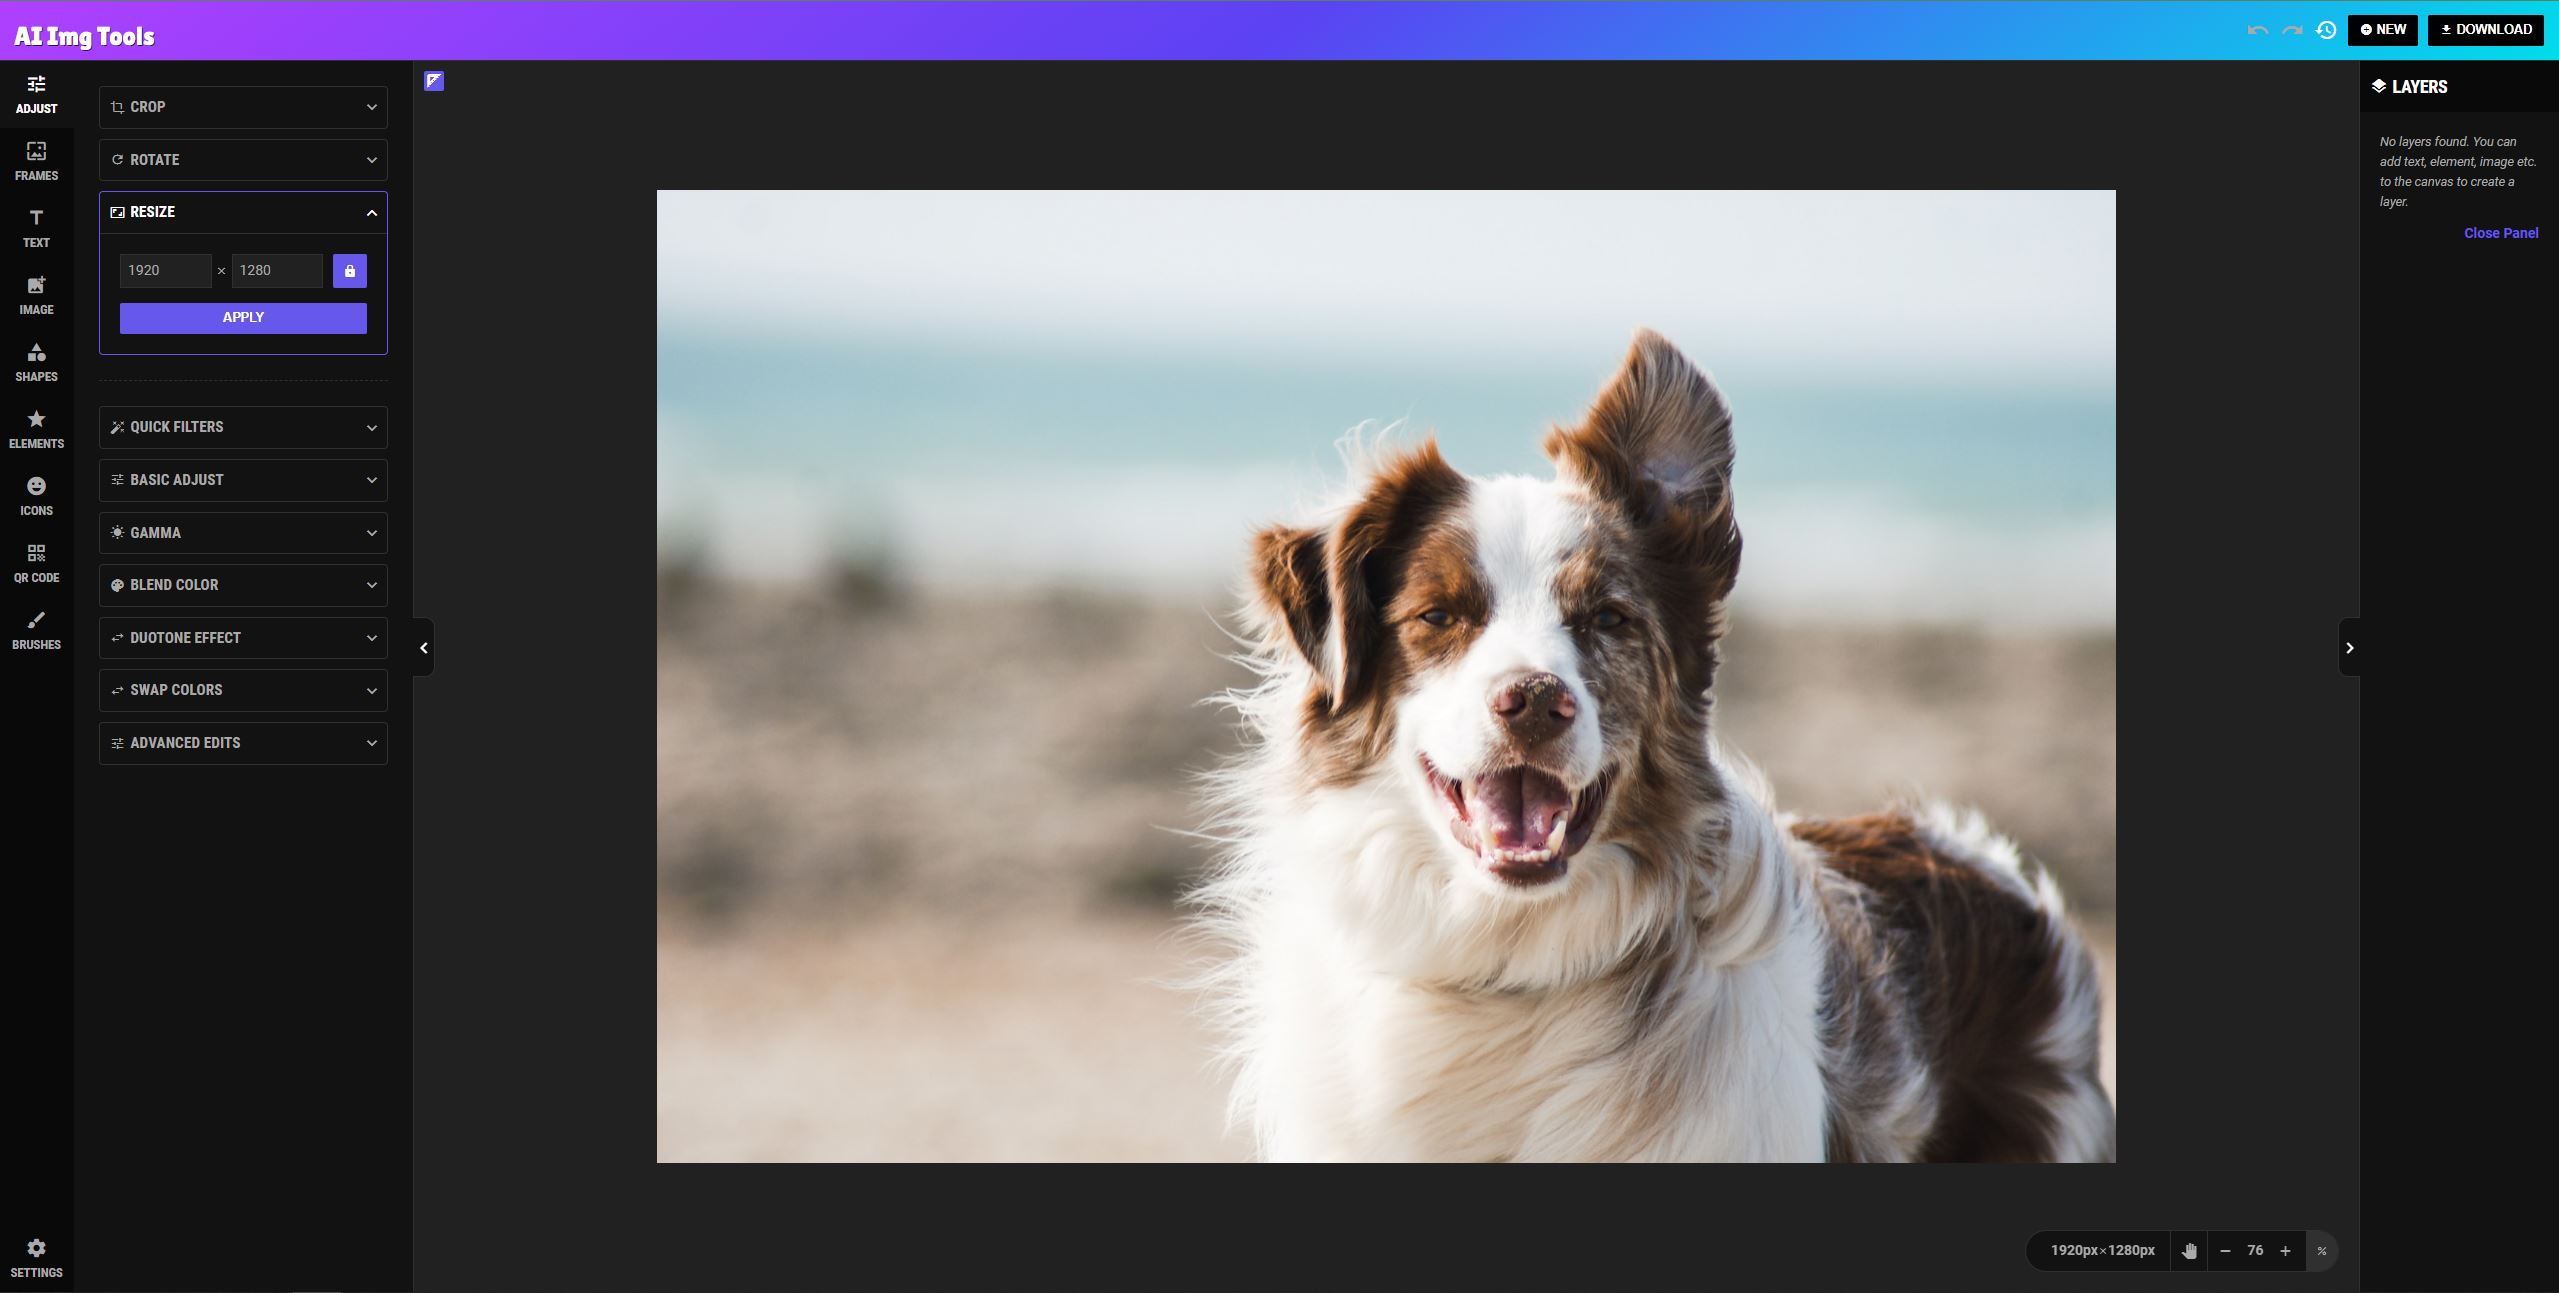 AI Img Tools
NEW
DOWNLOAD
ADJUST
FRAMES
TEXT
IMAGE
SHAPES
ELEMENTS
ICONS
QR CODE
BRUSHES
SETTINGS
CROP
ROTATE
RESIZE
1920 × 1280
APPLY
QUICK FILTERS
BASIC ADJUST
GAMMA
BLEND COLOR
DUOTONE EFFECT
SWAP COLORS
ADVANCED EDITS
LAYERS
No layers found. You can
add text, element, image etc.
to the canvas to create a
layer.
Close Panel
1920px×1280px
− 76 + %